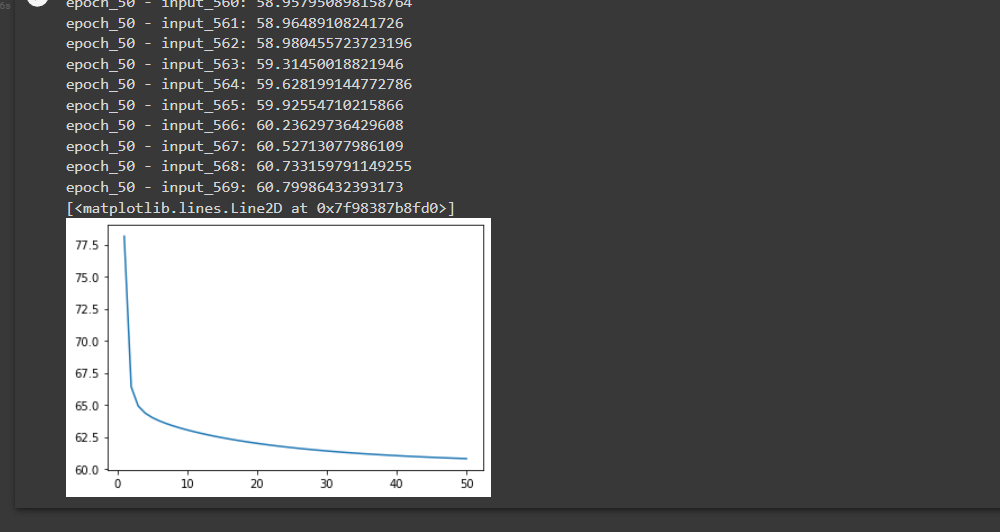 6s
epoch_50 - input_560: 58.957950898158764
epoch_50 - input_561: 58.96489108241726
epoch_50 - input_562: 58.980455723723196
epoch_50 - input_563: 59.31450018821946
epoch_50 - input_564: 59.628199144772786
epoch_50 - input_565: 59.92554710215866
epoch_50 - input_566: 60.23629736429608
epoch_50 - input_567: 60.52713077986109
epoch_50 - input_568: 60.733159791149255
epoch_50 - input_569: 60.79986432393173
[<matplotlib.lines.Line2D at 0x7f98387b8fd0>]
77.5
75.0
72.5
70.0
67.5
65.0
62.5
60.0
0 10 20 30 40 50